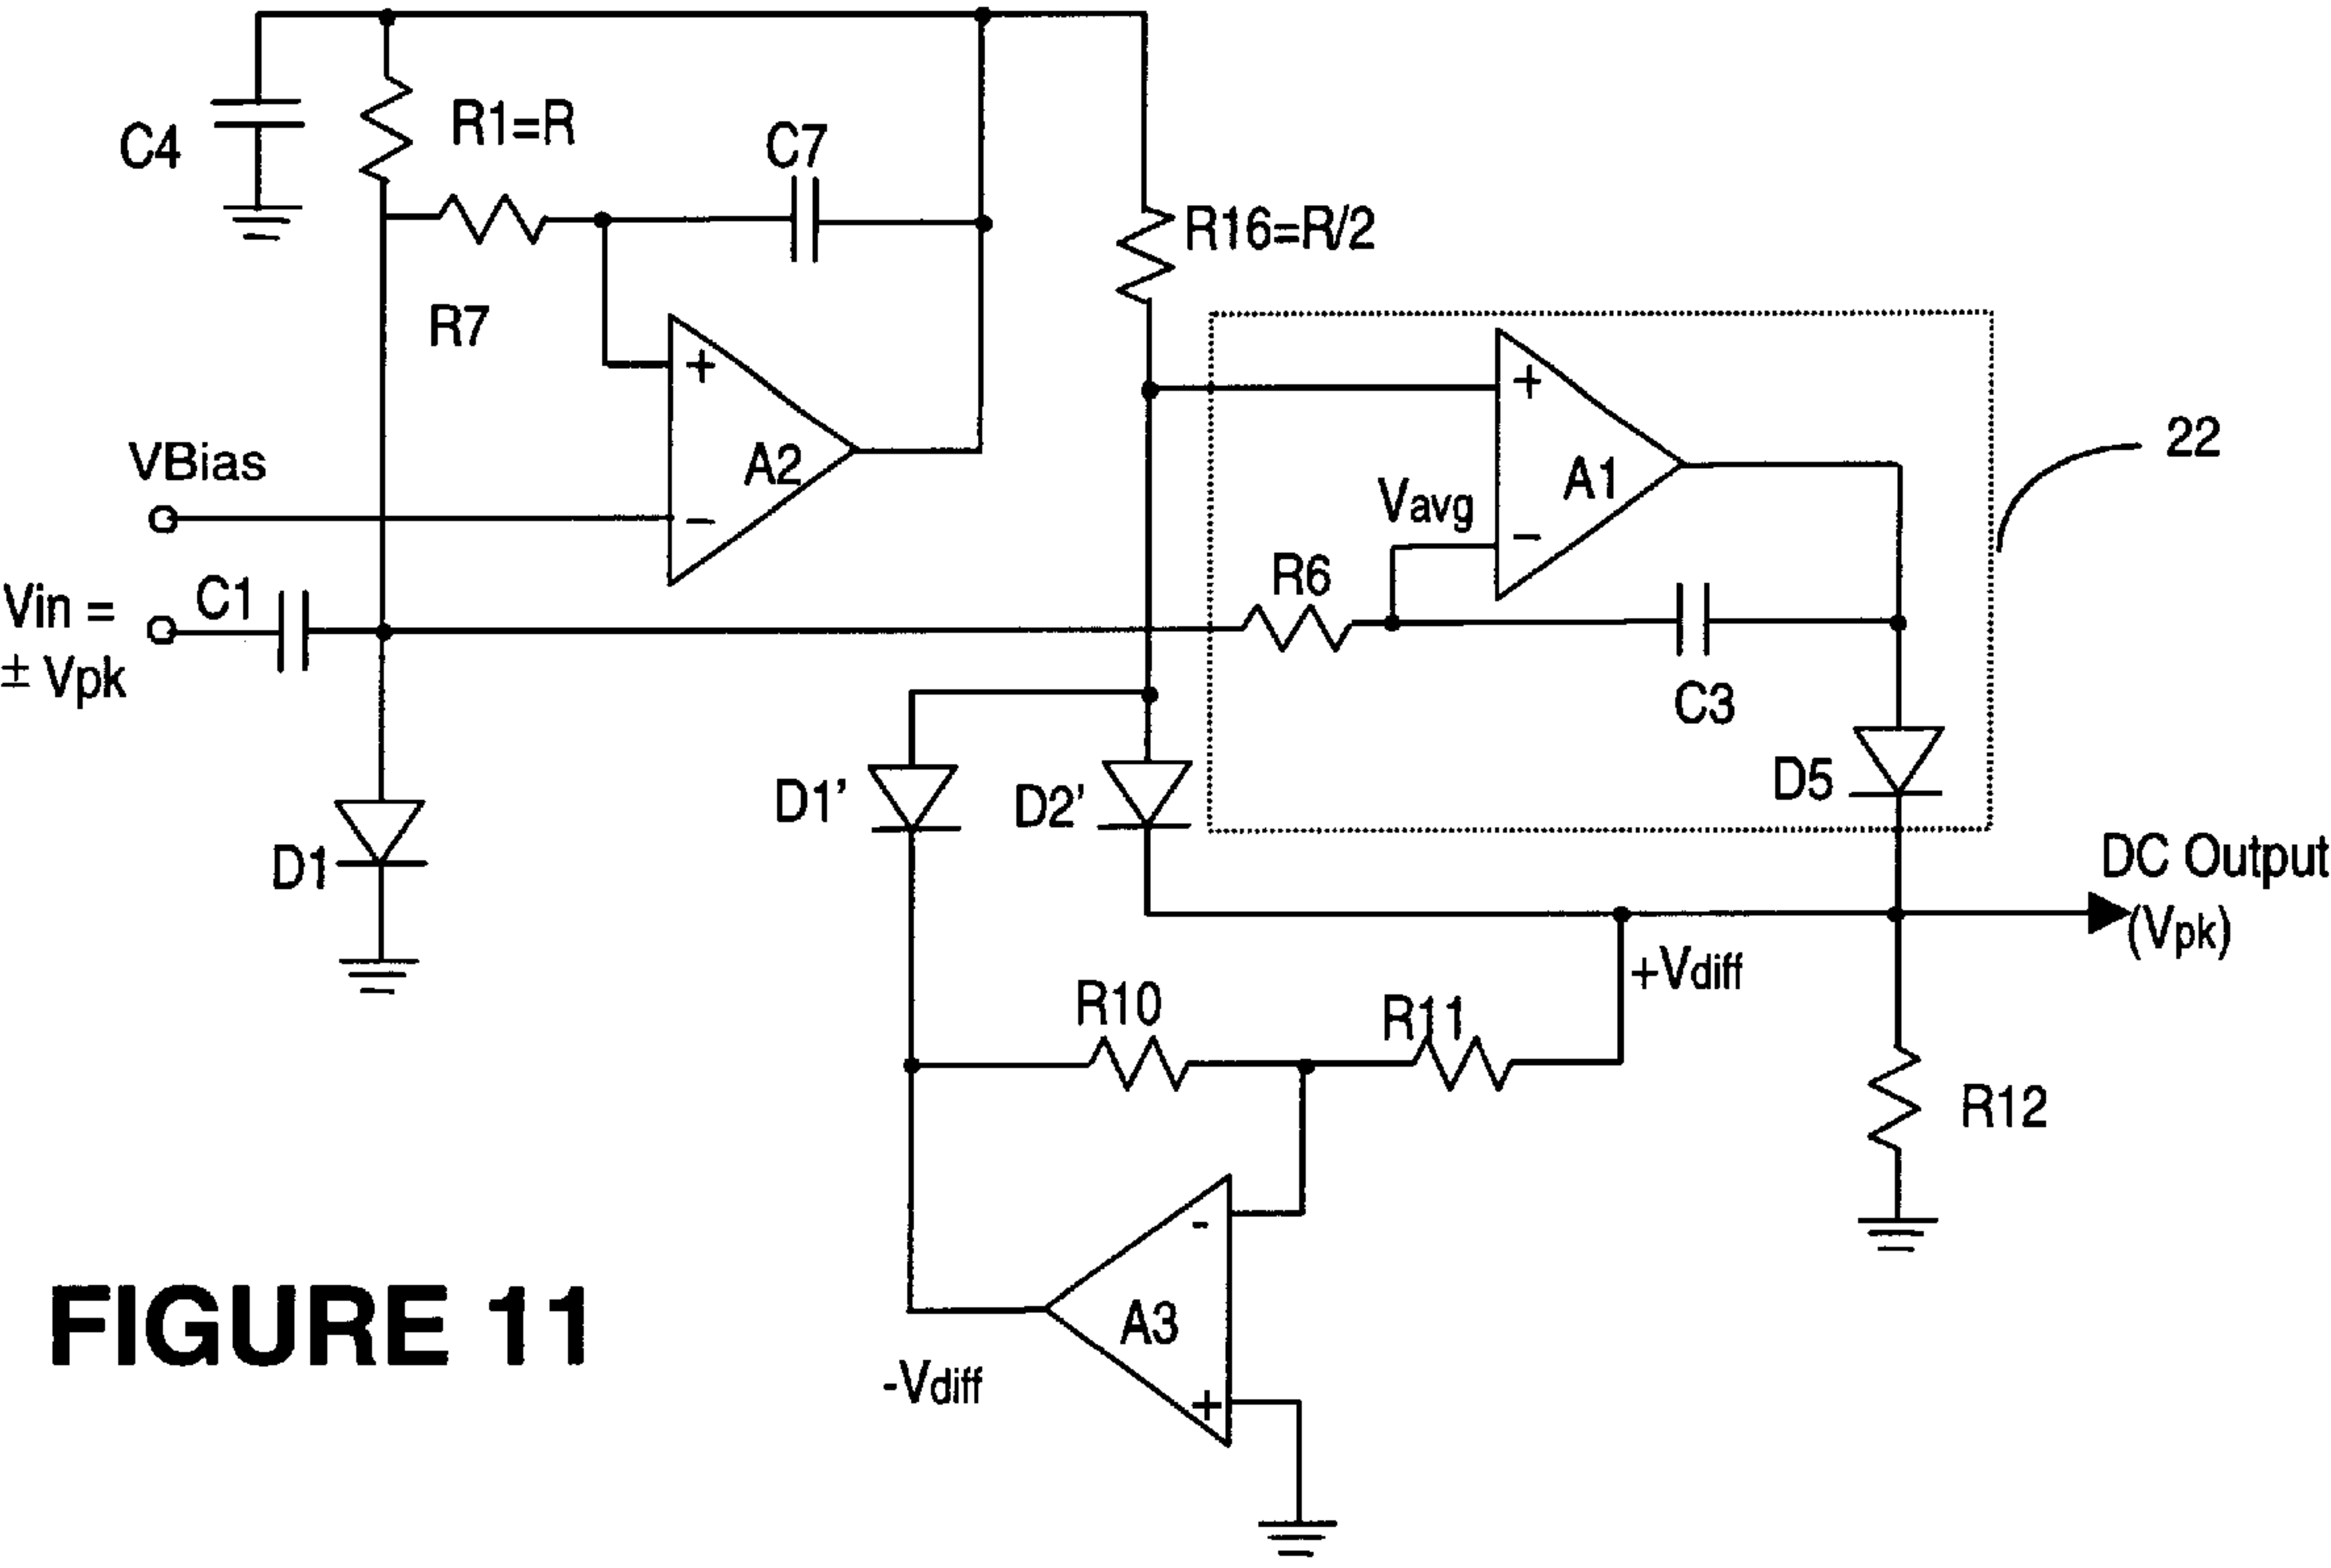 R1=R
C7
C4
R16=R/2
R7
+
+
22
VBias
A2
A1
Vavg
−
−
R6
Vin =
C1
± Vpk
C3
D1'
D2'
D5
D1
DC Output
(Vpk)
+Vdiff
R10
R11
R12
-
A3
-Vdiff
+
FIGURE 11